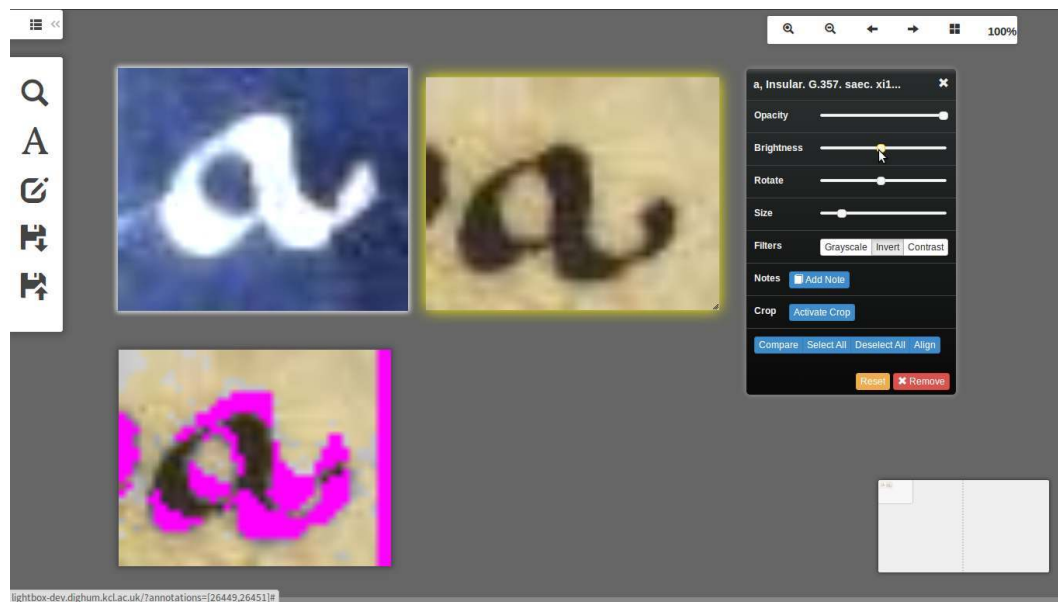 100%
A
a
a
a
a, Insular. G.357. saec. xi1...
Opacity
Brightness
Rotate
Size
Filters Grayscale Invert Contrast
Notes Add Note
Crop Activate Crop
Compare Select All Deselect All Align
Reset Remove
lightbox-dev.dighum.kcl.ac.uk/?annotations=[26449,26451]#